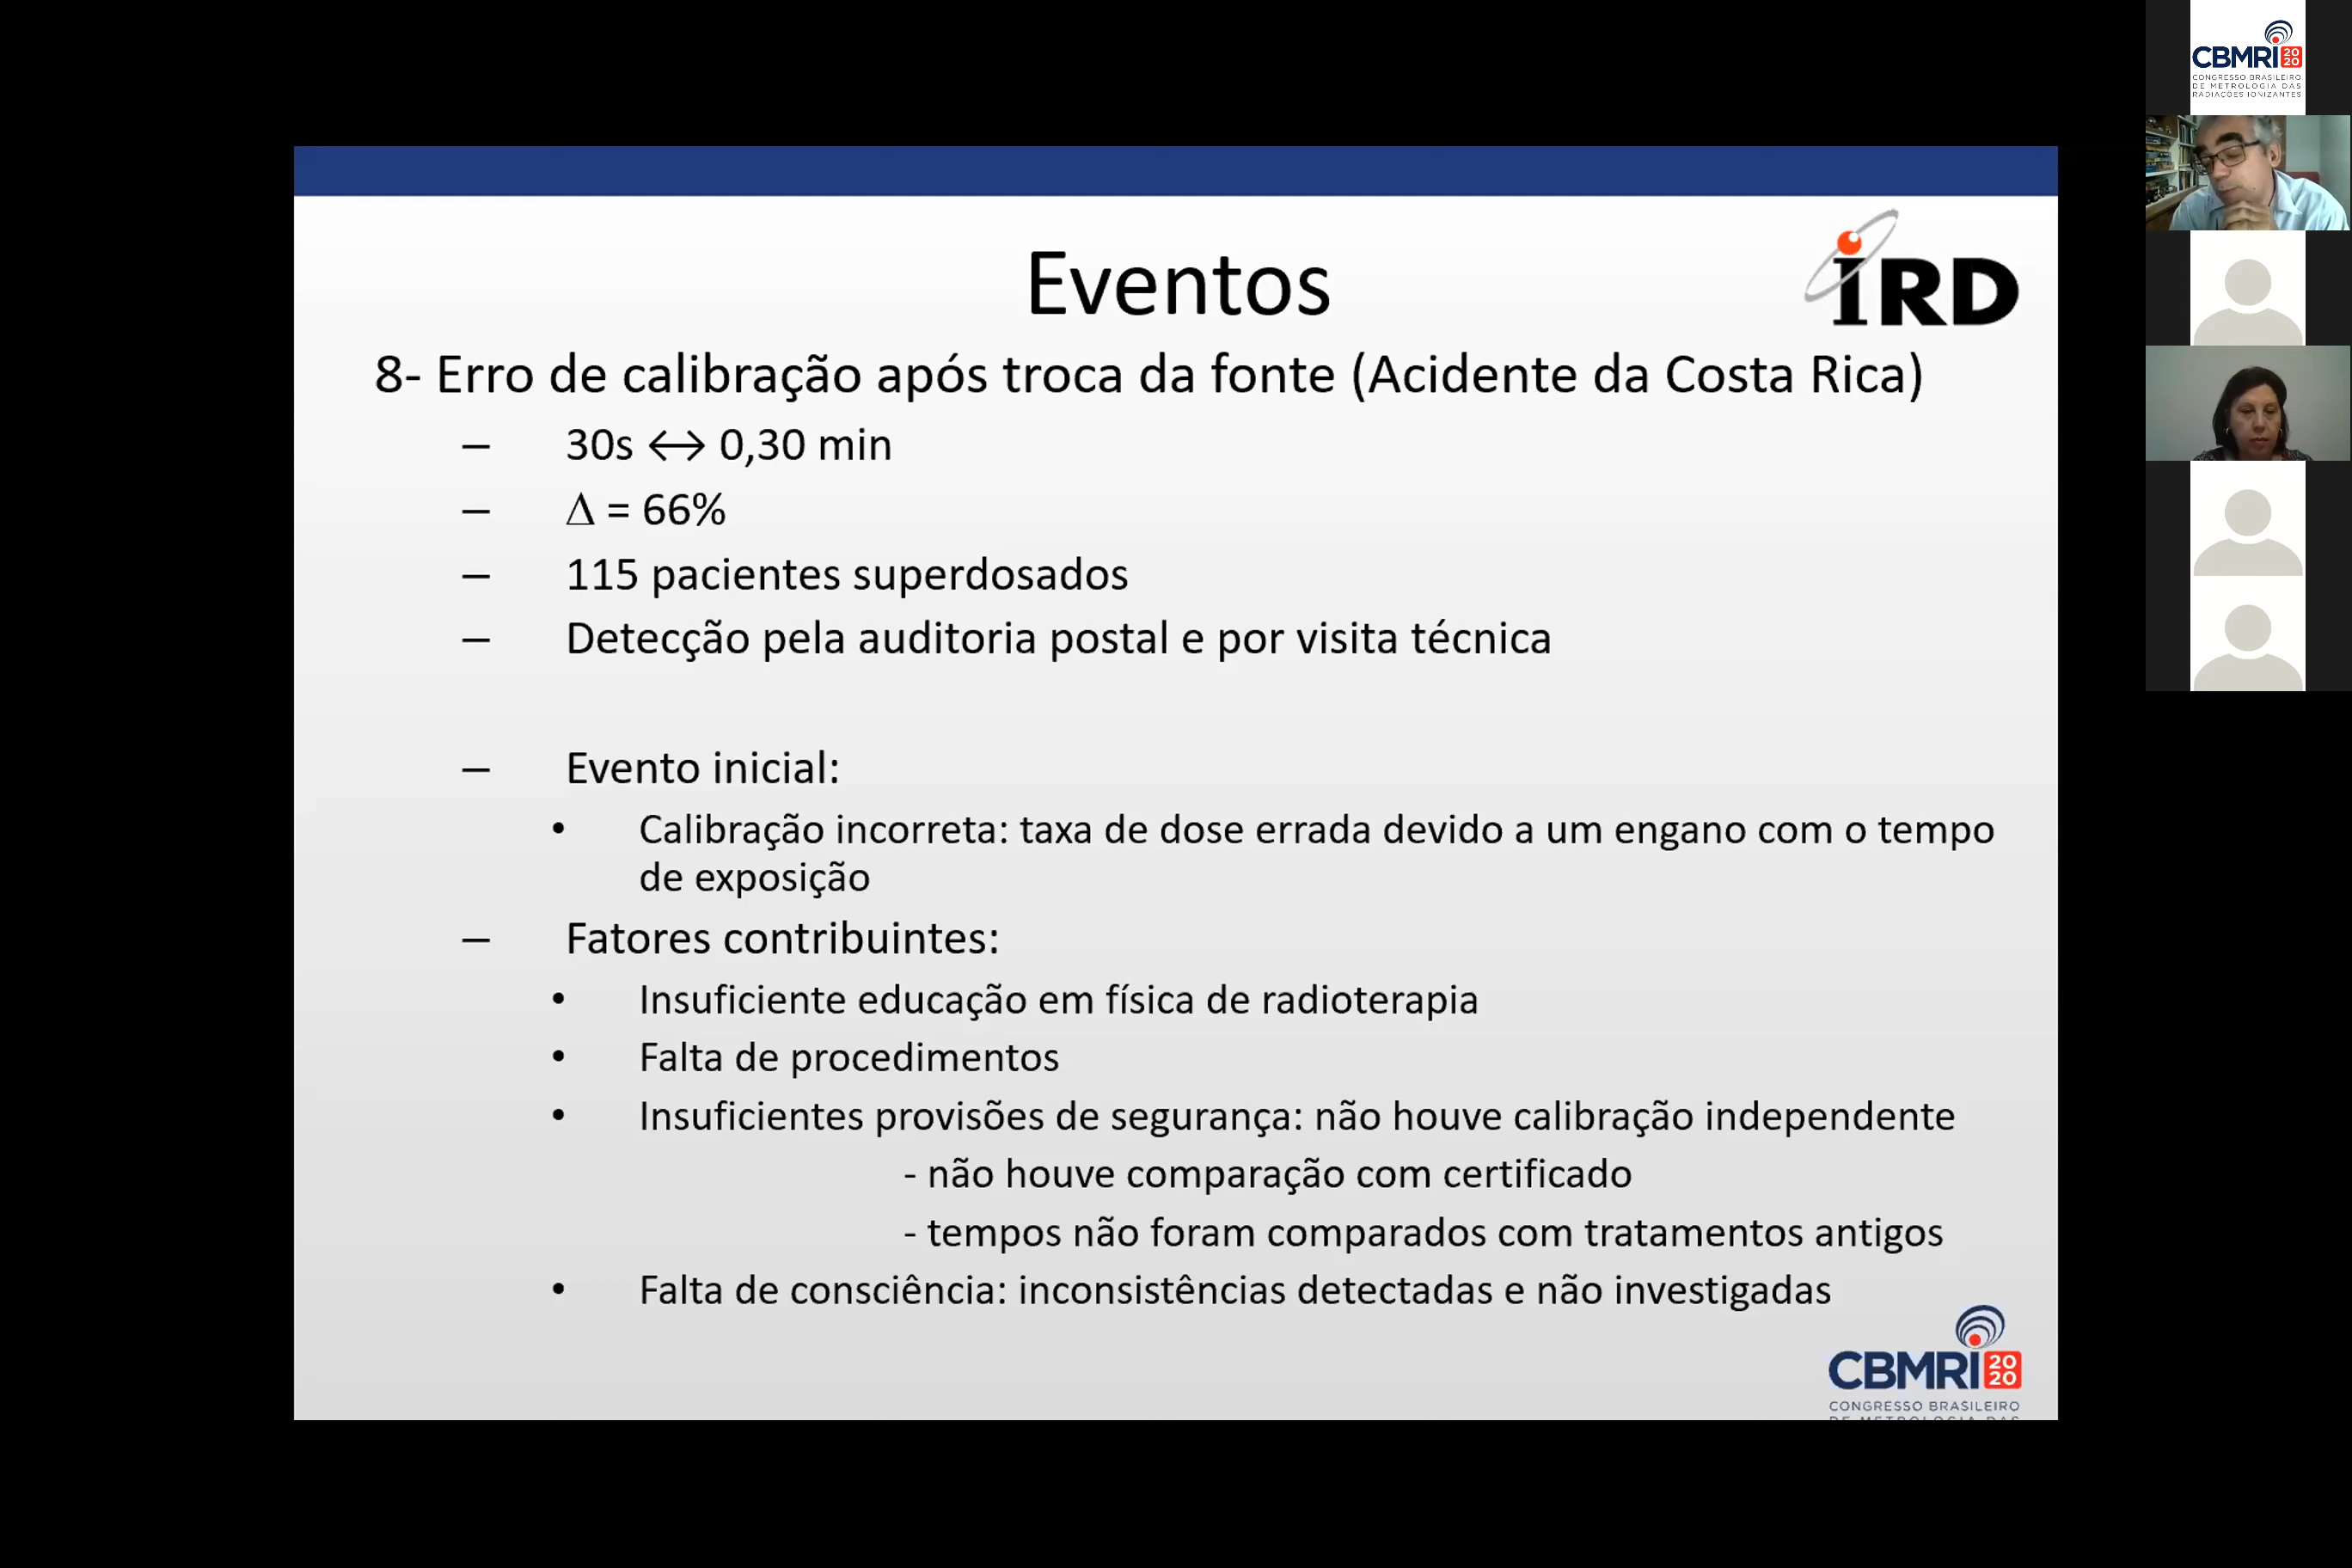 CBMRI 20 20
CONGRESSO BRASILEIRO
DE METROLOGIA DAS
RADIAÇÕES IONIZANTES
Eventos
IRD
8- Erro de calibração após troca da fonte (Acidente da Costa Rica)
– 30s ↔ 0,30 min
– Δ = 66%
– 115 pacientes superdosados
– Detecção pela auditoria postal e por visita técnica
– Evento inicial:
• Calibração incorreta: taxa de dose errada devido a um engano com o tempo
de exposição
– Fatores contribuintes:
• Insuficiente educação em física de radioterapia
• Falta de procedimentos
• Insuficientes provisões de segurança: não houve calibração independente
- não houve comparação com certificado
- tempos não foram comparados com tratamentos antigos
• Falta de consciência: inconsistências detectadas e não investigadas
CBMRI 20 20
CONGRESSO BRASILEIRO
DE METROLOGIA DAS